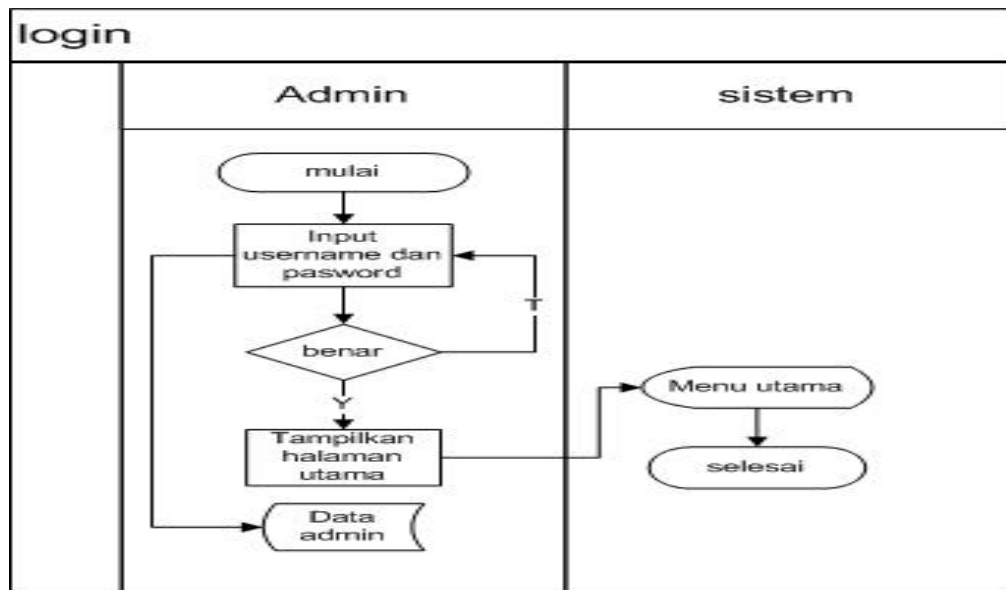 login
Admin
sistem
mulai
Input
username dan
pasword
T
benar
Y
Menu utama
Tampilkan
halaman
utama
selesai
Data
admin